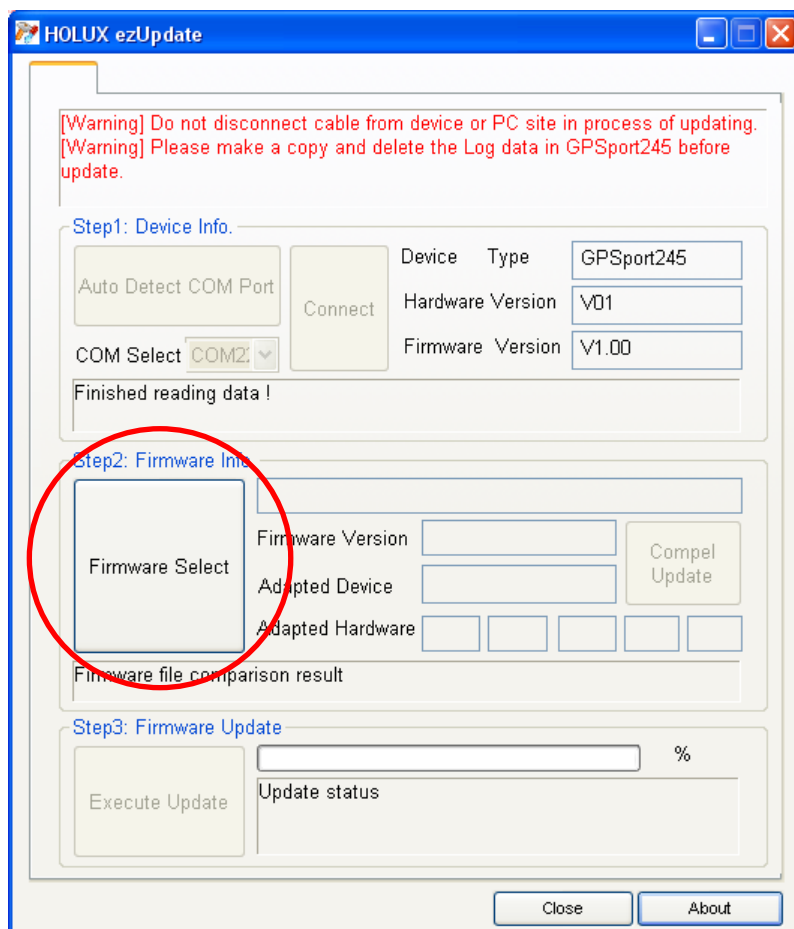 HOLUX ezUpdate
[Warning] Do not disconnect cable from device or PC site in process of updating.
[Warning] Please make a copy and delete the Log data in GPSport245 before
update.
Step1: Device Info.
Auto Detect COM Port
Connect
Device Type GPSport245
Hardware Version V01
Firmware Version V1.00
COM Select COM2
Finished reading data !
Step2: Firmware Info
Firmware Select
Firmware Version
Adapted Device
Adapted Hardware
Compel
Update
Firmware file comparison result
Step3: Firmware Update
%
Execute Update
Update status
Close
About